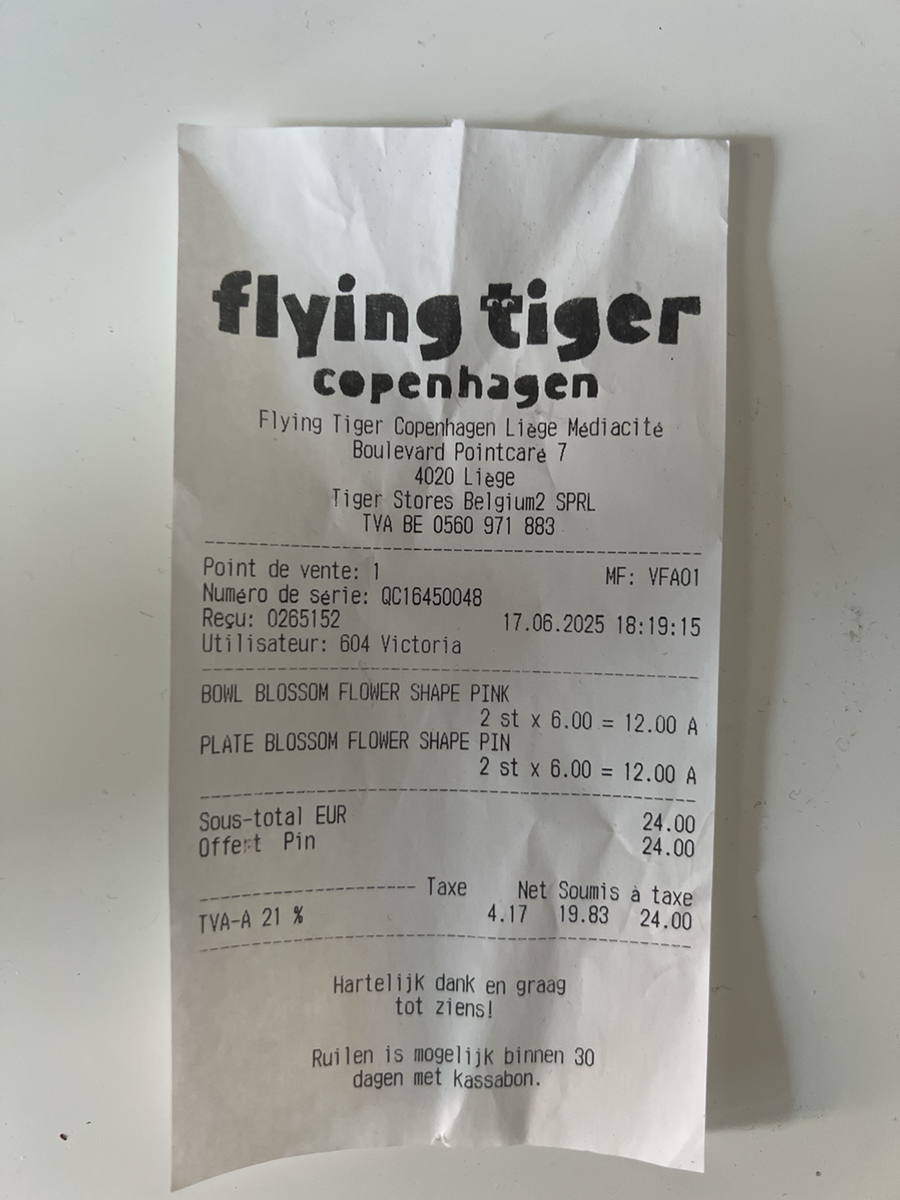 flying tiger
copenhagen
Flying Tiger Copenhagen Liège Médiacité
Boulevard Pointcaré 7
4020 Liège
Tiger Stores Belgium2 SPRL
TVA BE 0560 971 883
Point de vente: 1 MF: VFA01
Numéro de série: QC16450048
Reçu: 0265152 17.06.2025 18:19:15
Utilisateur: 604 Victoria
BOWL BLOSSOM FLOWER SHAPE PINK
2 st x 6.00 = 12.00 A
PLATE BLOSSOM FLOWER SHAPE PIN
2 st x 6.00 = 12.00 A
Sous-total EUR 24.00
Offert Pin 24.00
Taxe Net Soumis à taxe
TVA-A 21 % 4.17 19.83 24.00
Hartelijk dank en graag
tot ziens!
Ruilen is mogelijk binnen 30
dagen met kassabon.